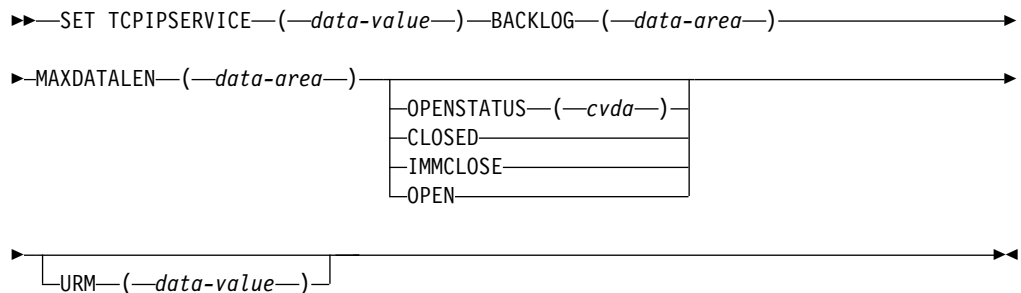 SET TCPIPSERVICE ( data-value ) BACKLOG ( data-area )
MAXDATALEN ( data-area )
OPENSTATUS ( cvda )
CLOSED
IMMCLOSE
OPEN
URM ( data-value )